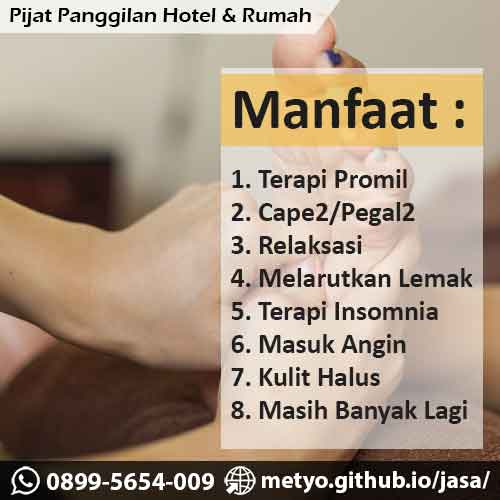 Pijat Panggilan Hotel & Rumah
Manfaat :
1. Terapi Promil
2. Cape2/Pegal2
3. Relaksasi
4. Melarutkan Lemak
5. Terapi Insomnia
6. Masuk Angin
7. Kulit Halus
8. Masih Banyak Lagi
0899-5654-009 metyo.github.io/jasa/